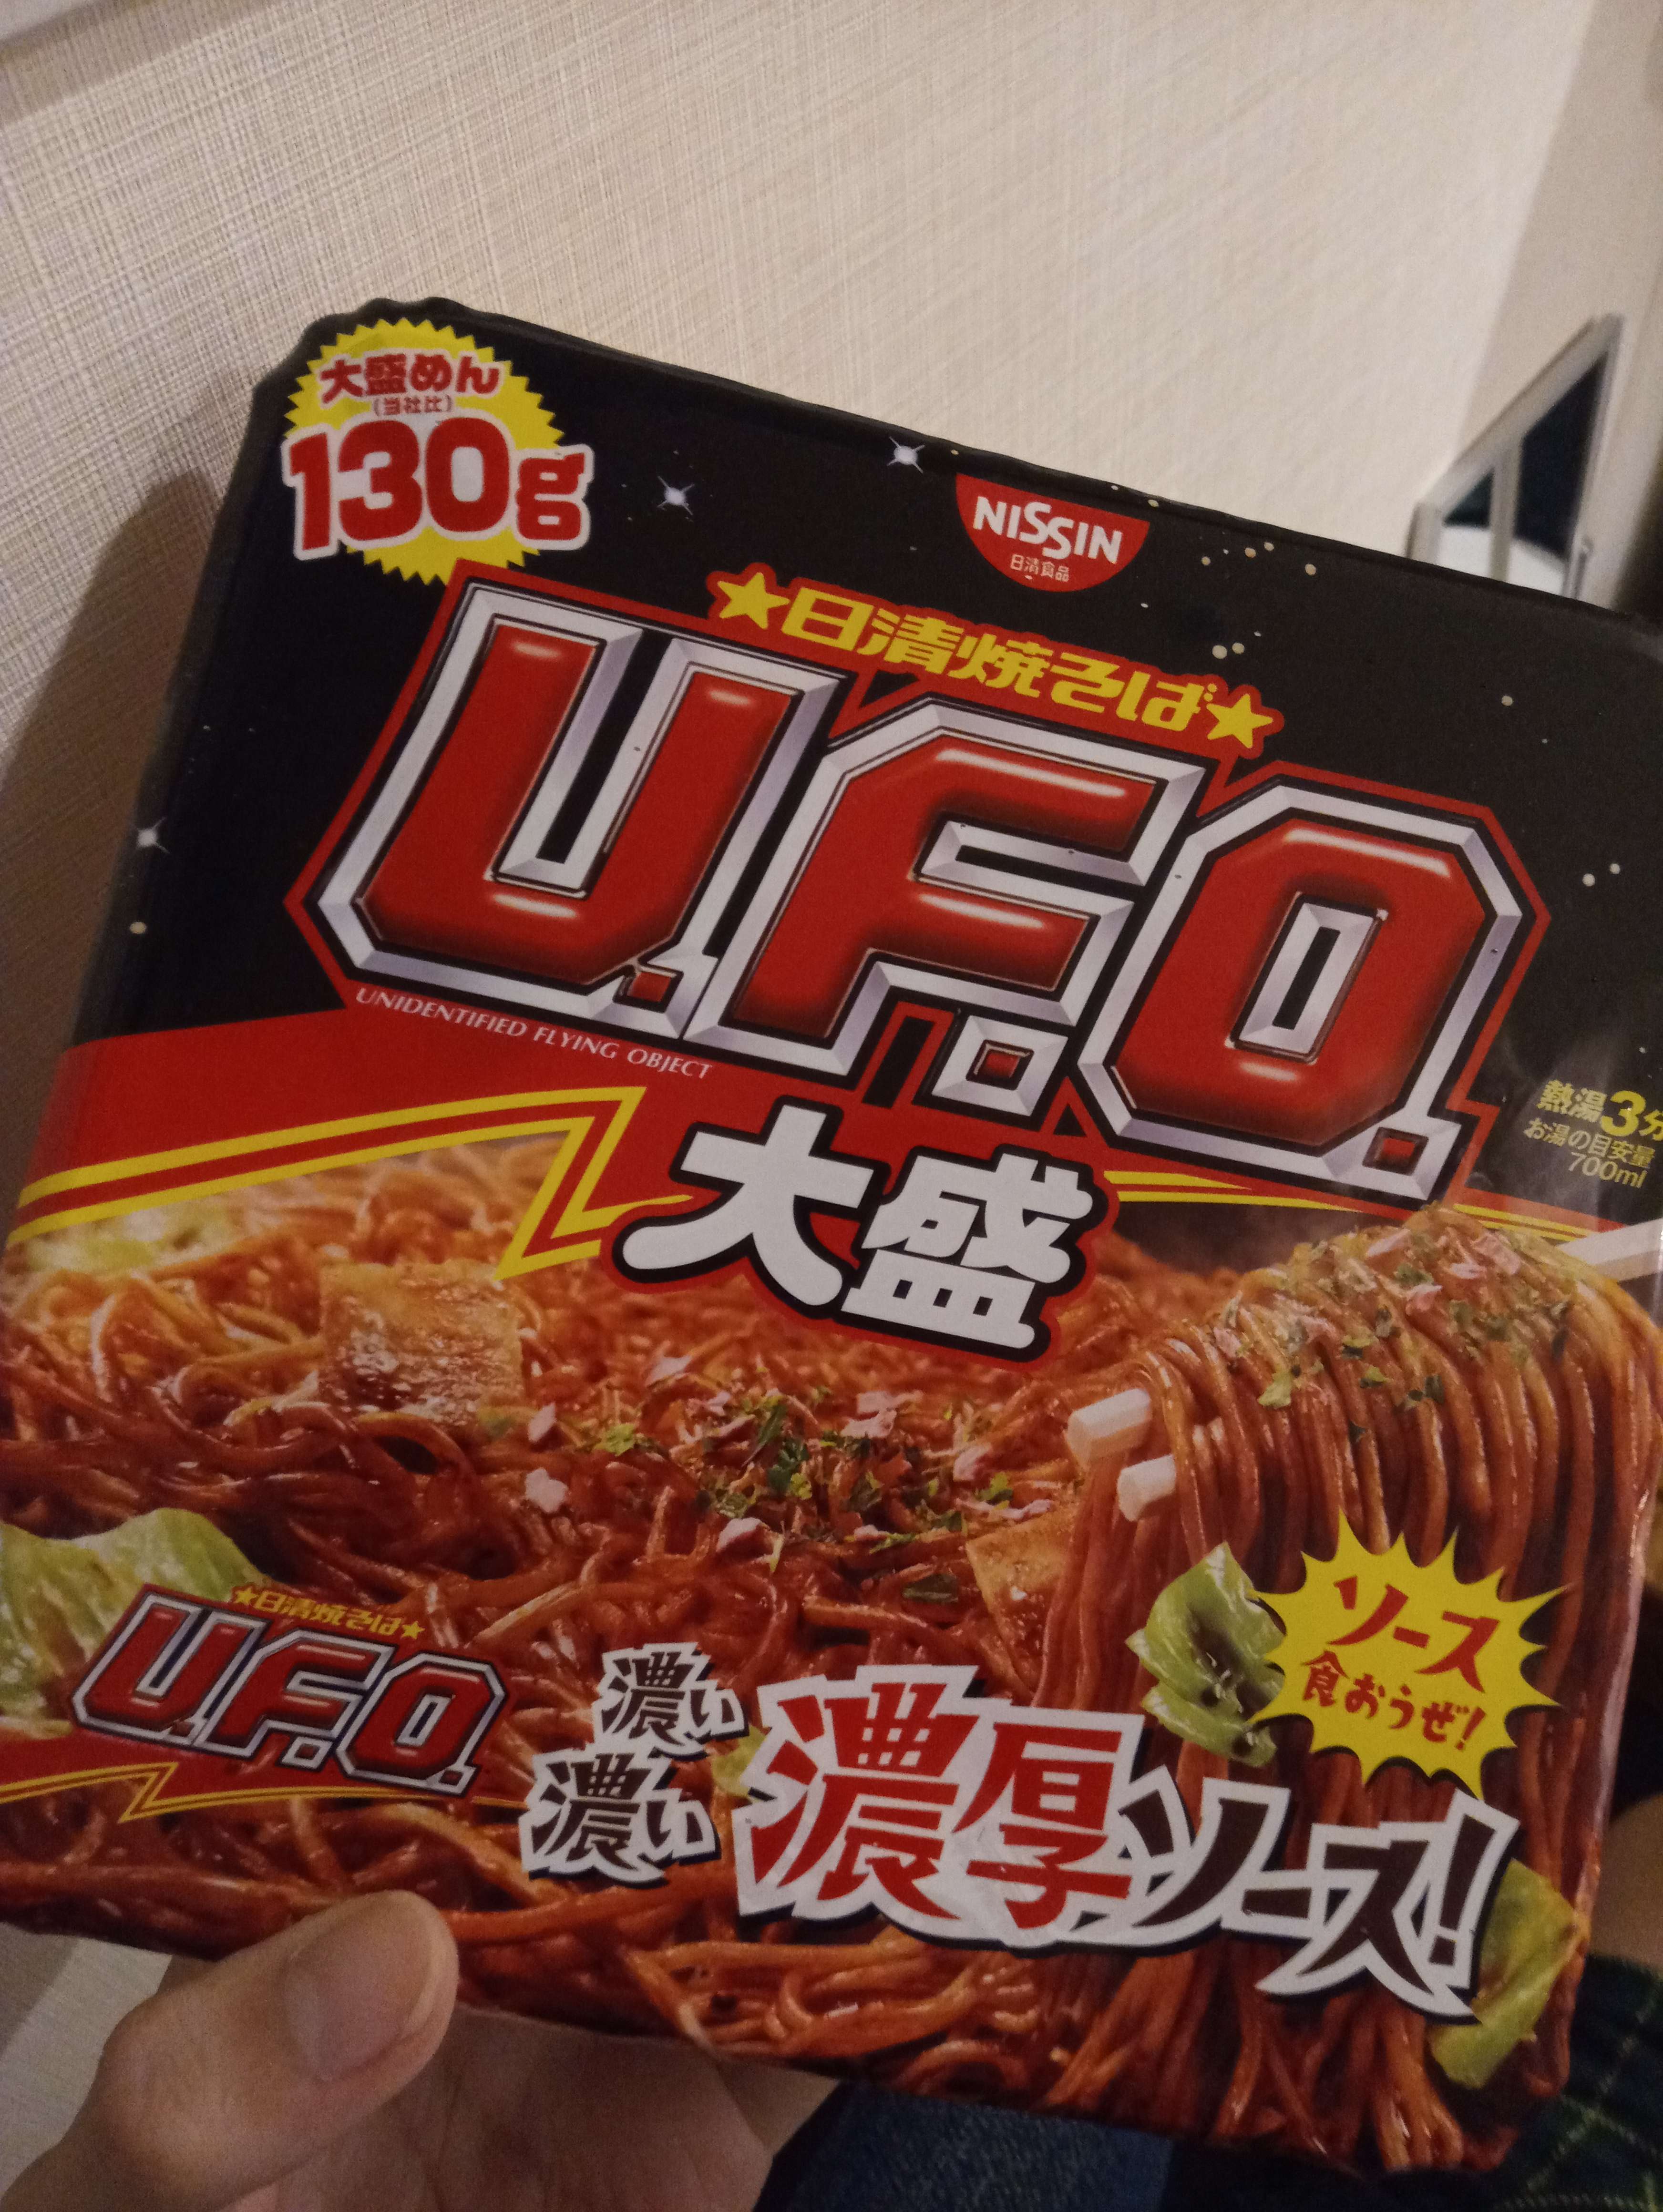 大盛めん
(当社比)
130g
NISSIN
日清食品
★日清焼そば★
U.F.O.
UNIDENTIFIED FLYING OBJECT
大盛
熱湯3分
お湯の目安量
700ml
ソース
食おうぜ!
★日清焼そば★
U.F.O.
濃い
濃い
濃厚ソース!